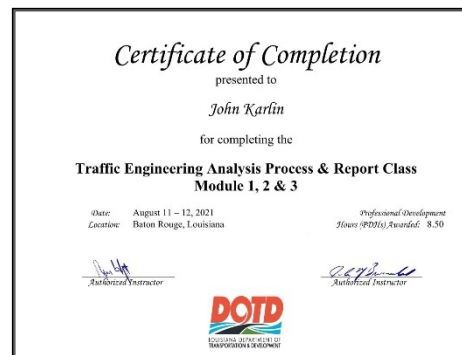 Certificate of Completion
presented to
John Karlin
for completing the
Traffic Engineering Analysis Process & Report Class
Module 1, 2 & 3
Date: August 11 – 12, 2021
Location: Baton Rouge, Louisiana
Professional Development
Hours (PDHs) Awarded: 8.50
Authorized Instructor
Authorized Instructor
DOTD
LOUISIANA DEPARTMENT OF
TRANSPORTATION & DEVELOPMENT